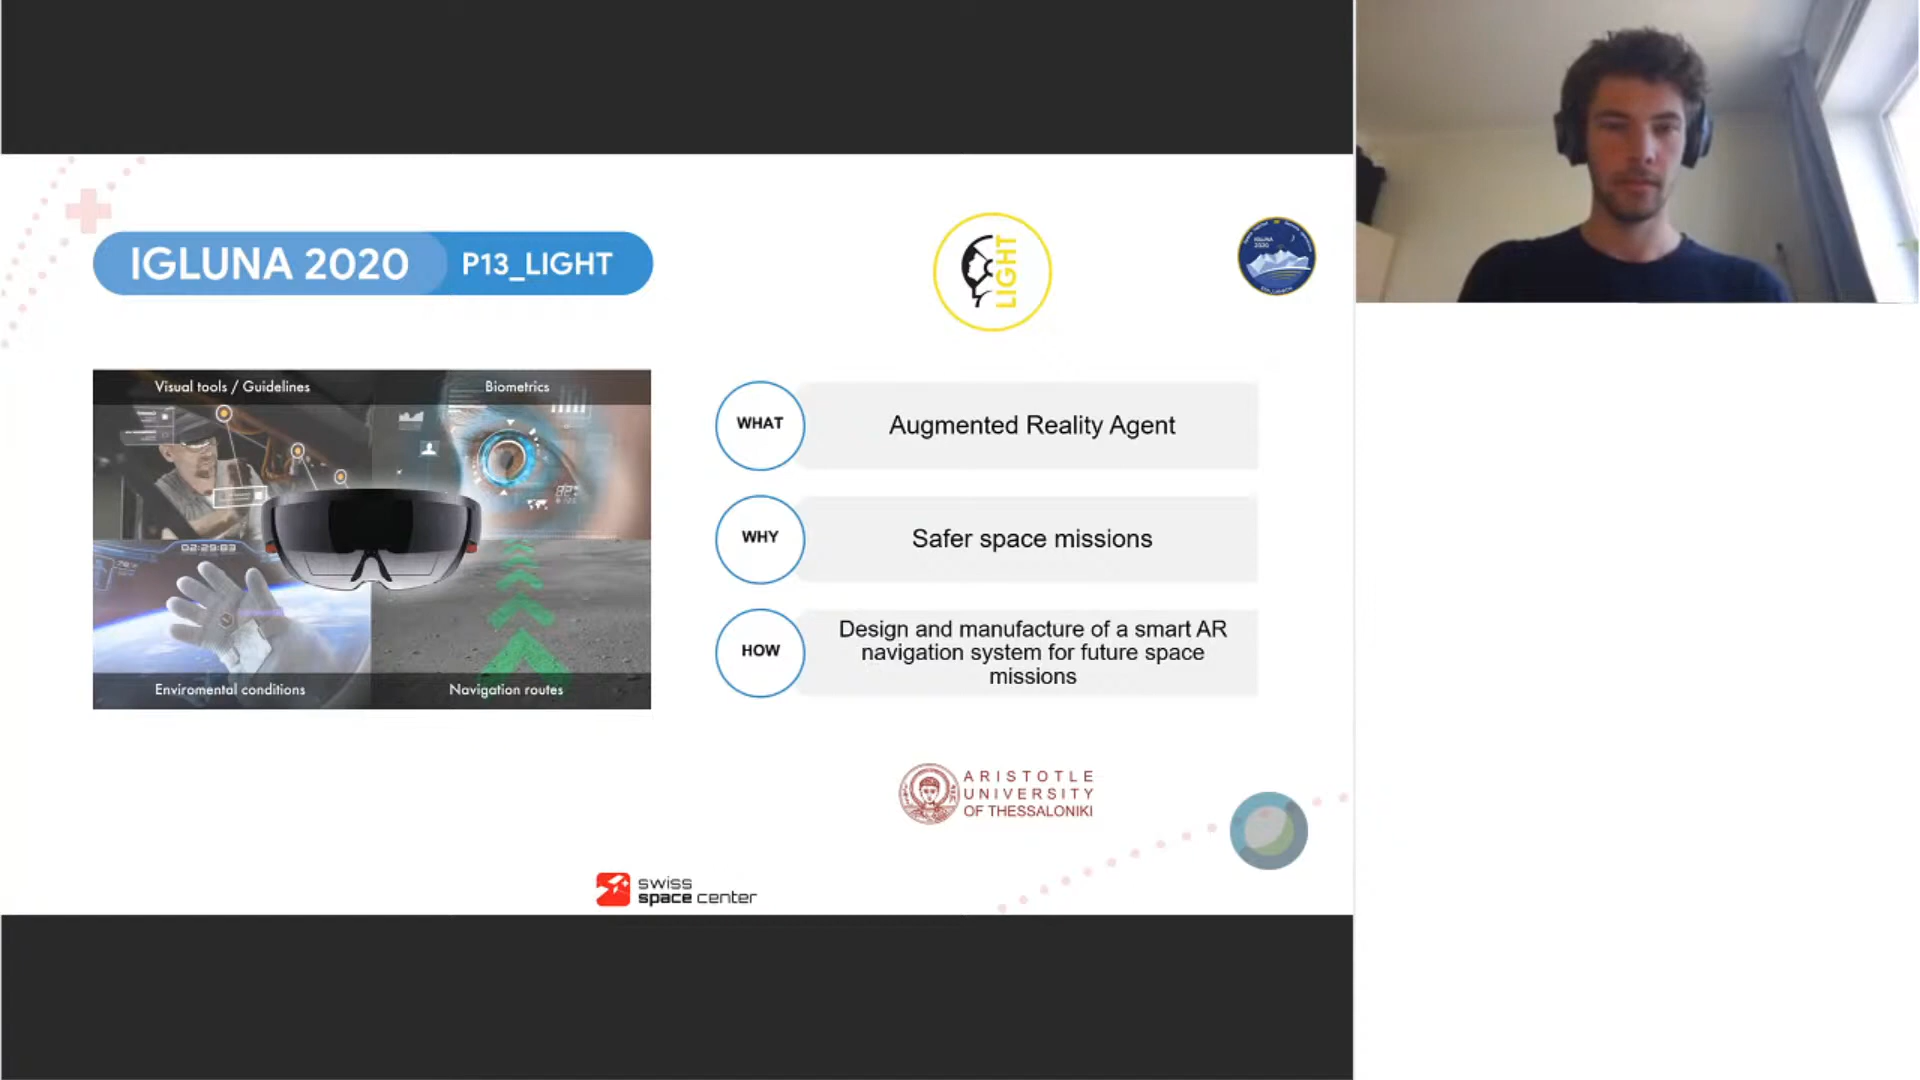 IGLUNA 2020
P13_LIGHT
LIGHT
IGLUNA
2020
Visual tools / Guidelines
Biometrics
02:29:83
Enviromental conditions
Navigation routes
WHAT
Augmented Reality Agent
WHY
Safer space missions
HOW
Design and manufacture of a smart AR
navigation system for future space
missions
ARISTOTLE
UNIVERSITY
OF THESSALONIKI
swiss
space center